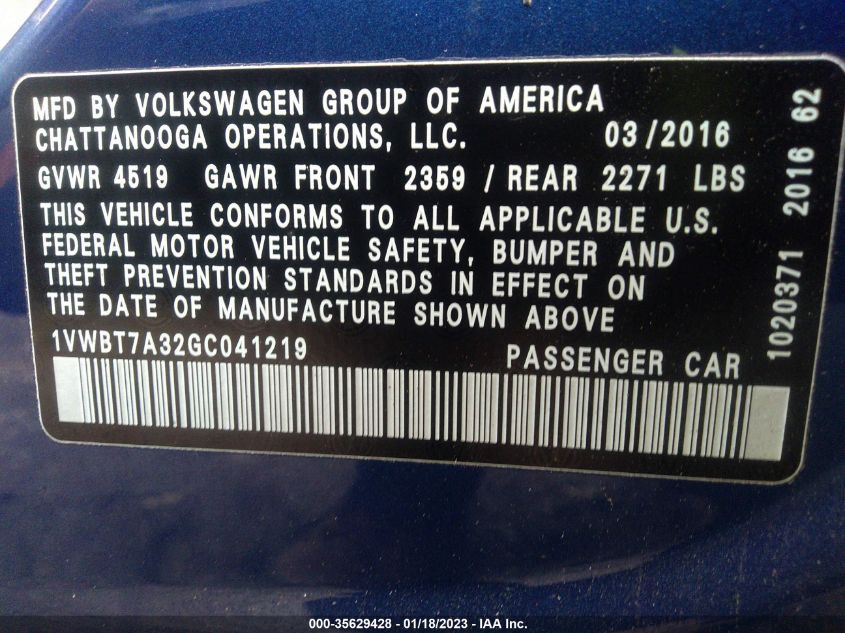 MFD BY VOLKSWAGEN GROUP OF AMERICA
CHATTANOOGA OPERATIONS, LLC. 03/2016
GVWR 4519 GAWR FRONT 2359 / REAR 2271 LBS
THIS VEHICLE CONFORMS TO ALL APPLICABLE U.S.
FEDERAL MOTOR VEHICLE SAFETY, BUMPER AND
THEFT PREVENTION STANDARDS IN EFFECT ON
THE DATE OF MANUFACTURE SHOWN ABOVE
1VWBT7A32GC041219 PASSENGER CAR
1020371 2016 62
000-35629428 - 01/18/2023 - IAA Inc.